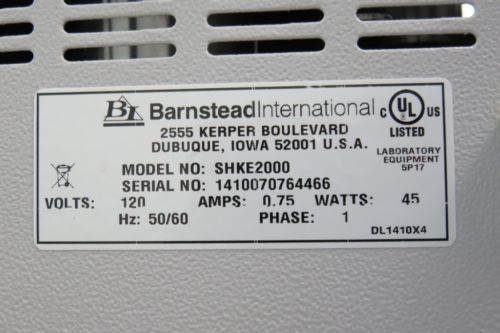 BI BarnsteadInternational
2555 KERPER BOULEVARD
DUBUQUE, IOWA 52001 U.S.A.
C UL US
LISTED
LABORATORY
EQUIPMENT
5P17
MODEL NO: SHKE2000
SERIAL NO: 1410070764466
VOLTS: 120 AMPS: 0.75 WATTS: 45
Hz: 50/60 PHASE: 1
DL1410X4